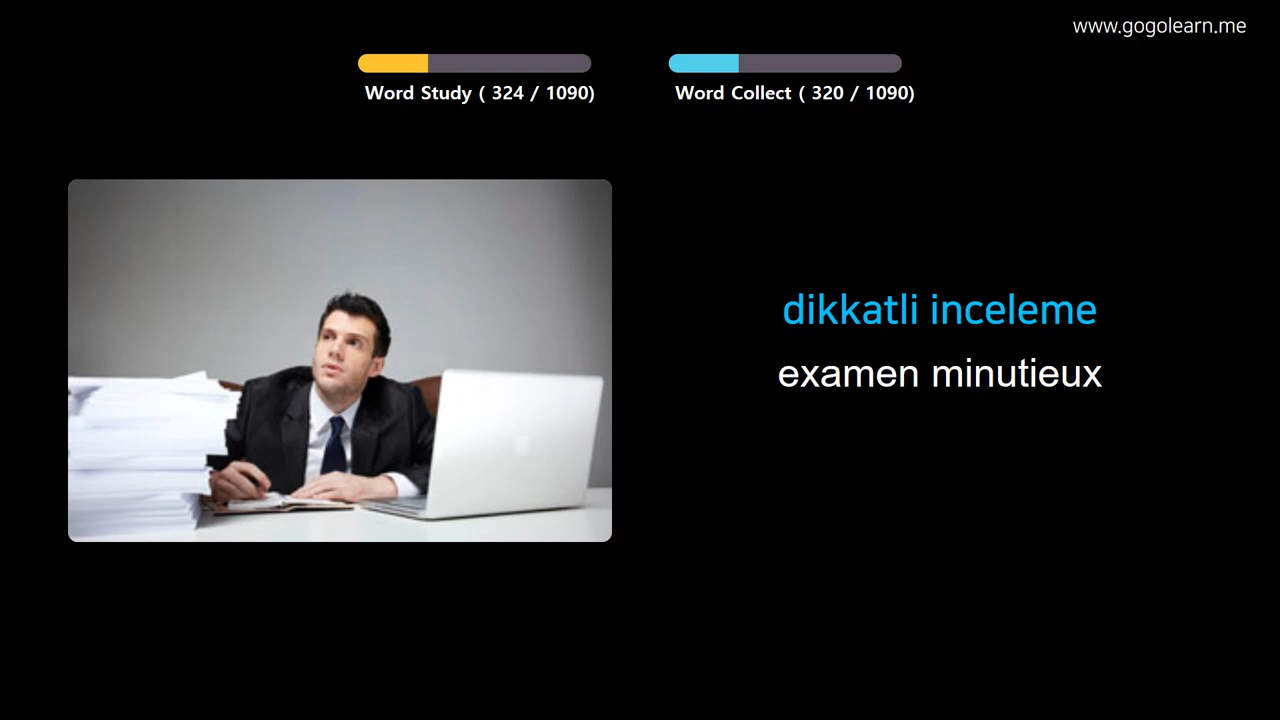 www.gogolearn.me
Word Study ( 324 / 1090)
Word Collect ( 320 / 1090)
dikkatli inceleme
examen minutieux